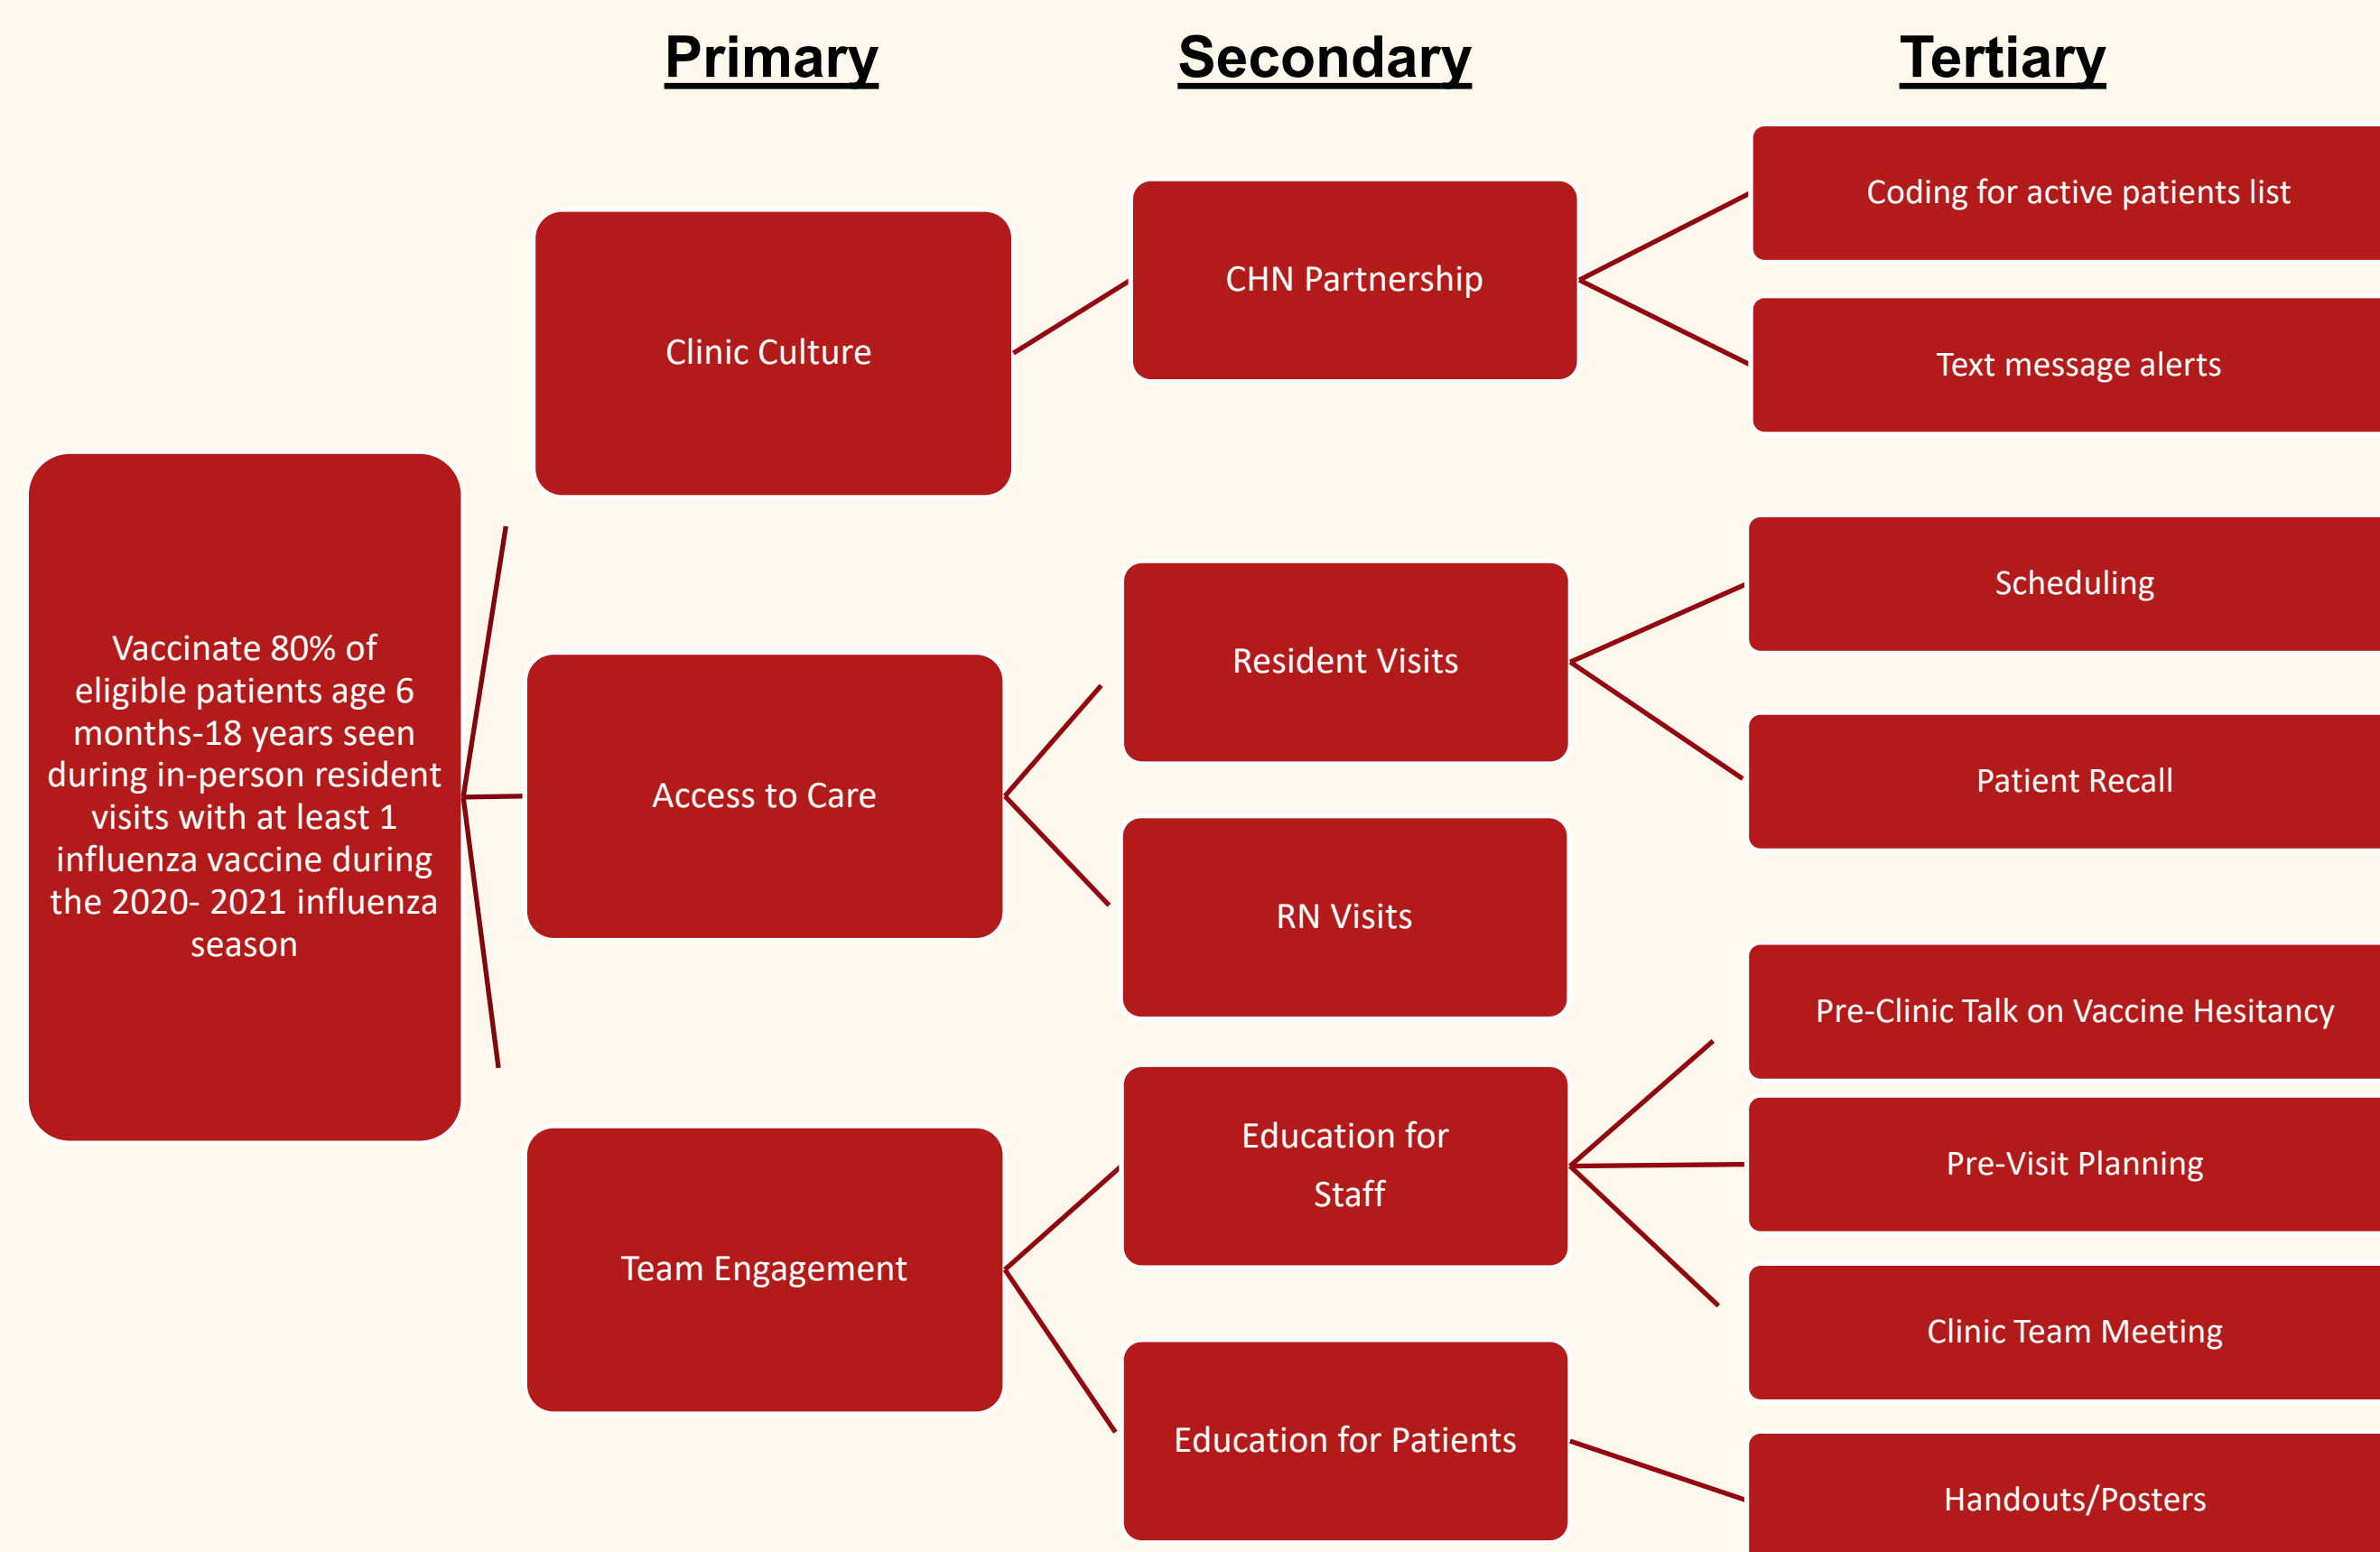 Primary
Secondary
Tertiary
Vaccinate 80% of
eligible patients age 6
months-18 years seen
during in-person resident
visits with at least 1
influenza vaccine during
the 2020- 2021 influenza
season
Clinic Culture
CHN Partnership
Coding for active patients list
Text message alerts
Access to Care
Resident Visits
Scheduling
Patient Recall
RN Visits
Team Engagement
Education for
Staff
Pre-Clinic Talk on Vaccine Hesitancy
Pre-Visit Planning
Clinic Team Meeting
Education for Patients
Handouts/Posters